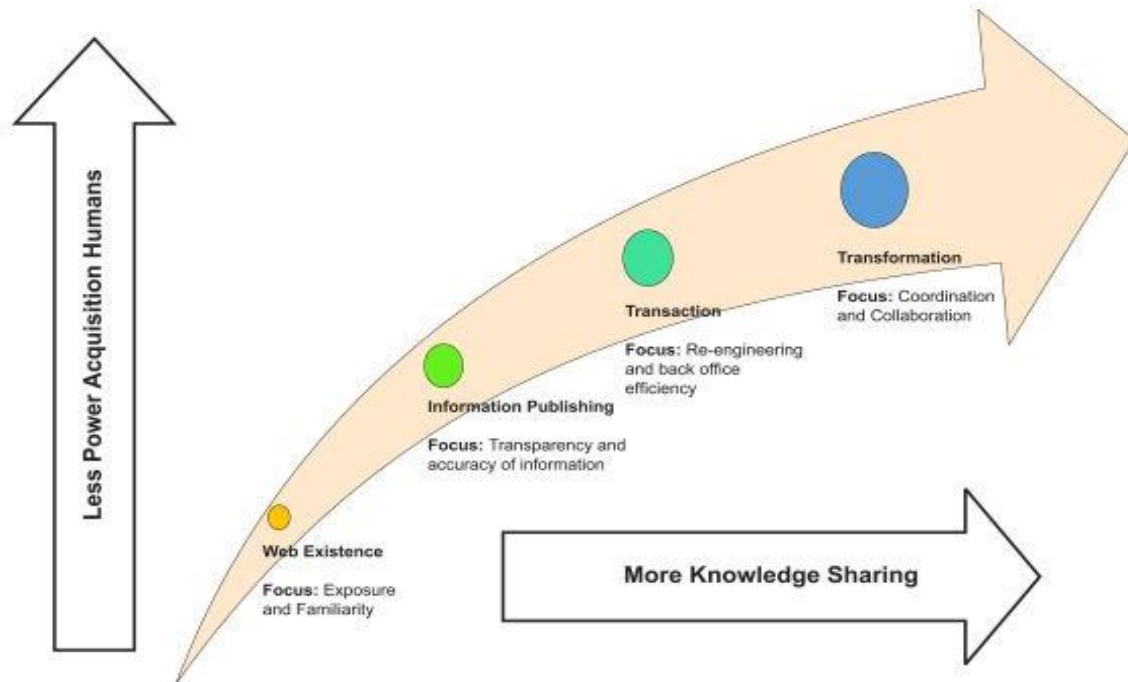 Less Power Acquisition Humans
Web Existence
Focus: Exposure
and Familiarity
Information Publishing
Focus: Transparency and
accuracy of information
Transaction
Focus: Re-engineering
and back office
efficiency
Transformation
Focus: Coordination
and Collaboration
More Knowledge Sharing